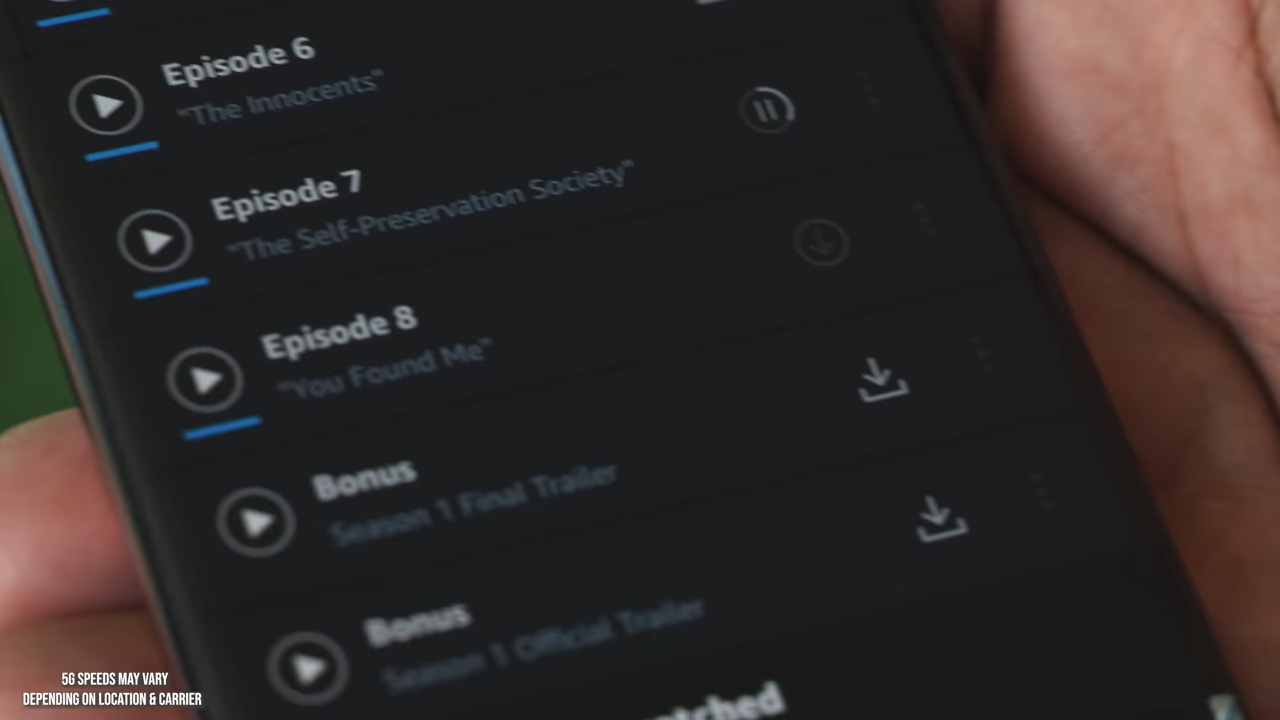 Episode 6
"The Innocents"
Episode 7
"The Self-Preservation Society"
Episode 8
"You Found Me"
Bonus
Season 1 Final Trailer
Bonus
Season 1 Official Trailer
5G SPEEDS MAY VARY
DEPENDING ON LOCATION & CARRIER